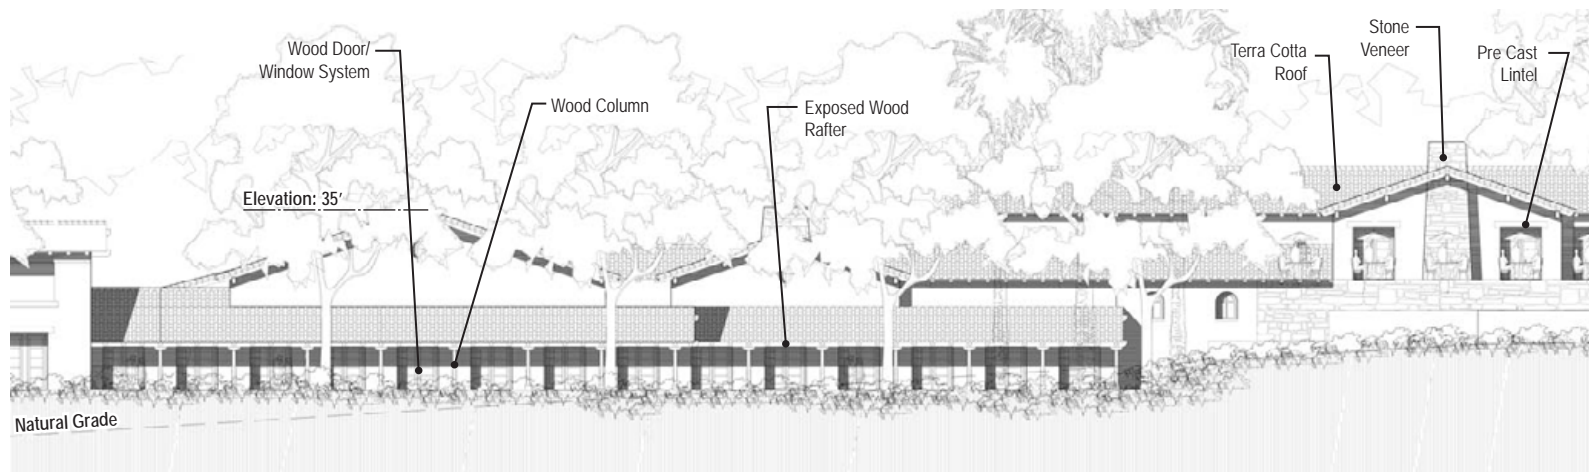 Wood Door/
Window System
Wood Column
Exposed Wood
Rafter
Terra Cotta
Roof
Stone
Veneer
Pre Cast
Lintel
Elevation: 35′
Natural Grade